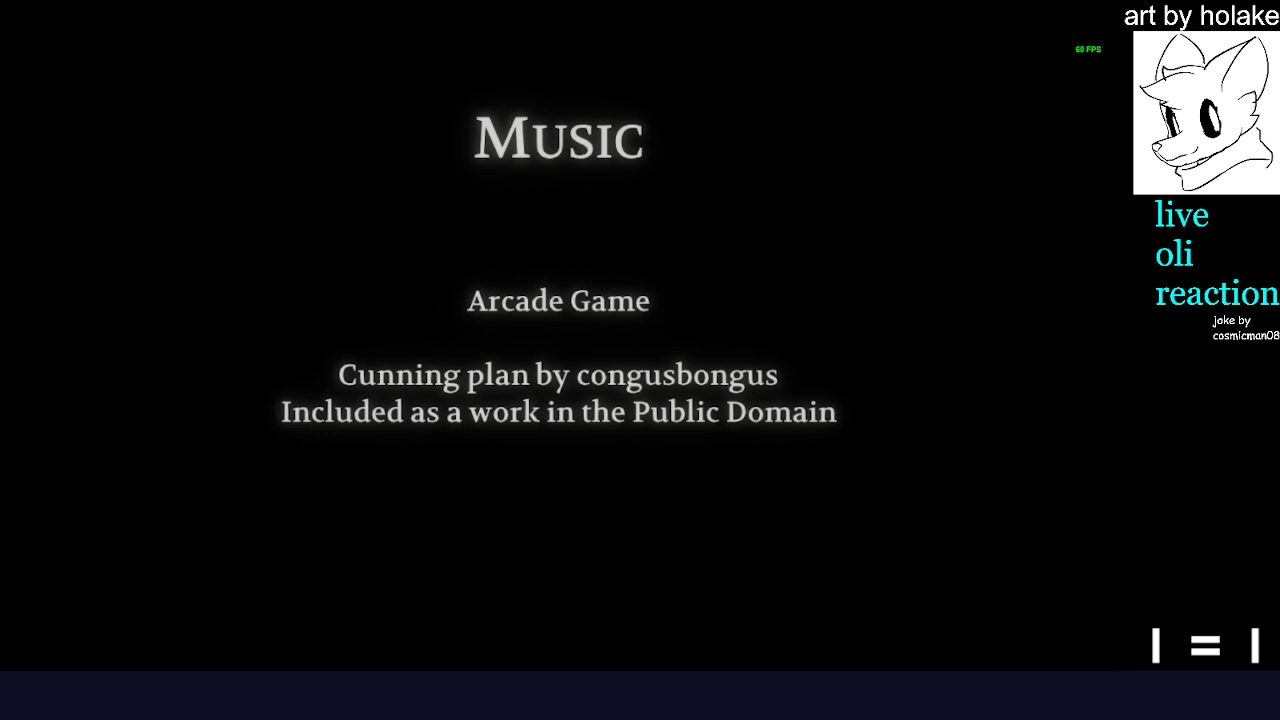 art by holake
60 FPS
Music
live
oli
reaction
joke by
cosmicman08
Arcade Game
Cunning plan by congusbongus
Included as a work in the Public Domain
| = |